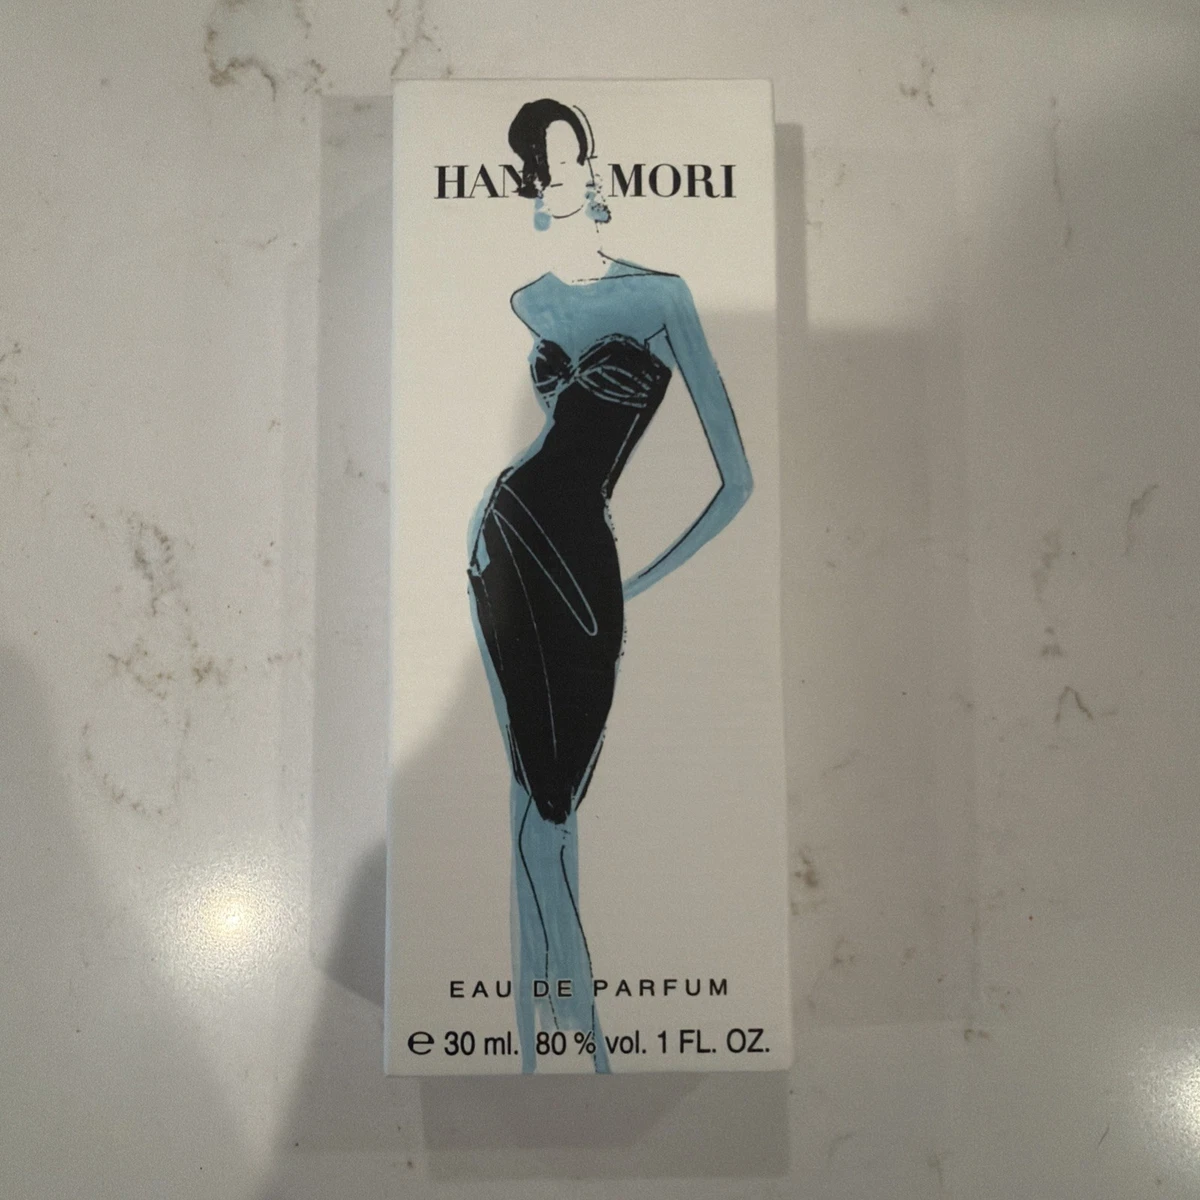 HAN MORI
EAU DE PARFUM
℮ 30 ml. 80 % vol. 1 FL. OZ.